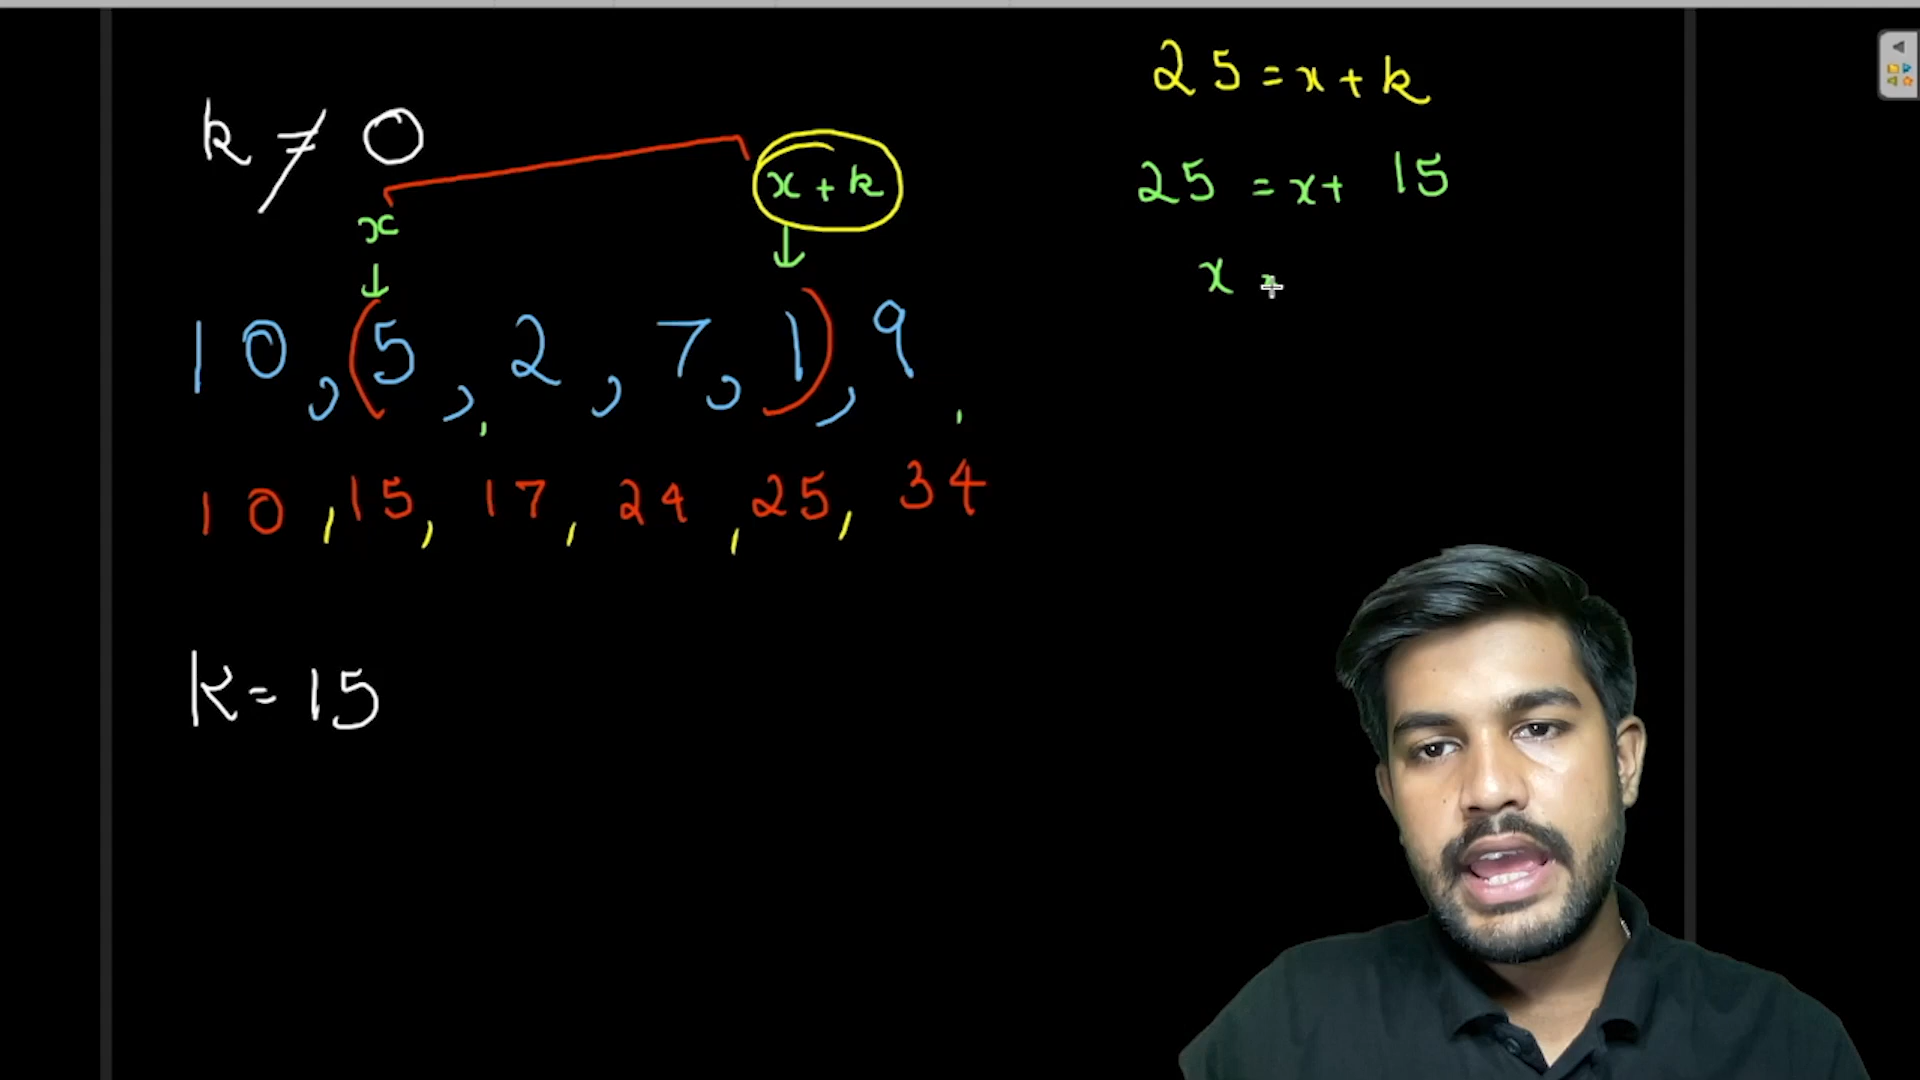 k ≠ 0
x
x + k
10, (5, 2, 7, 1), 9
10, 15, 17, 24, 25, 34
K = 15
25 = x + k
25 = x + 15
x =